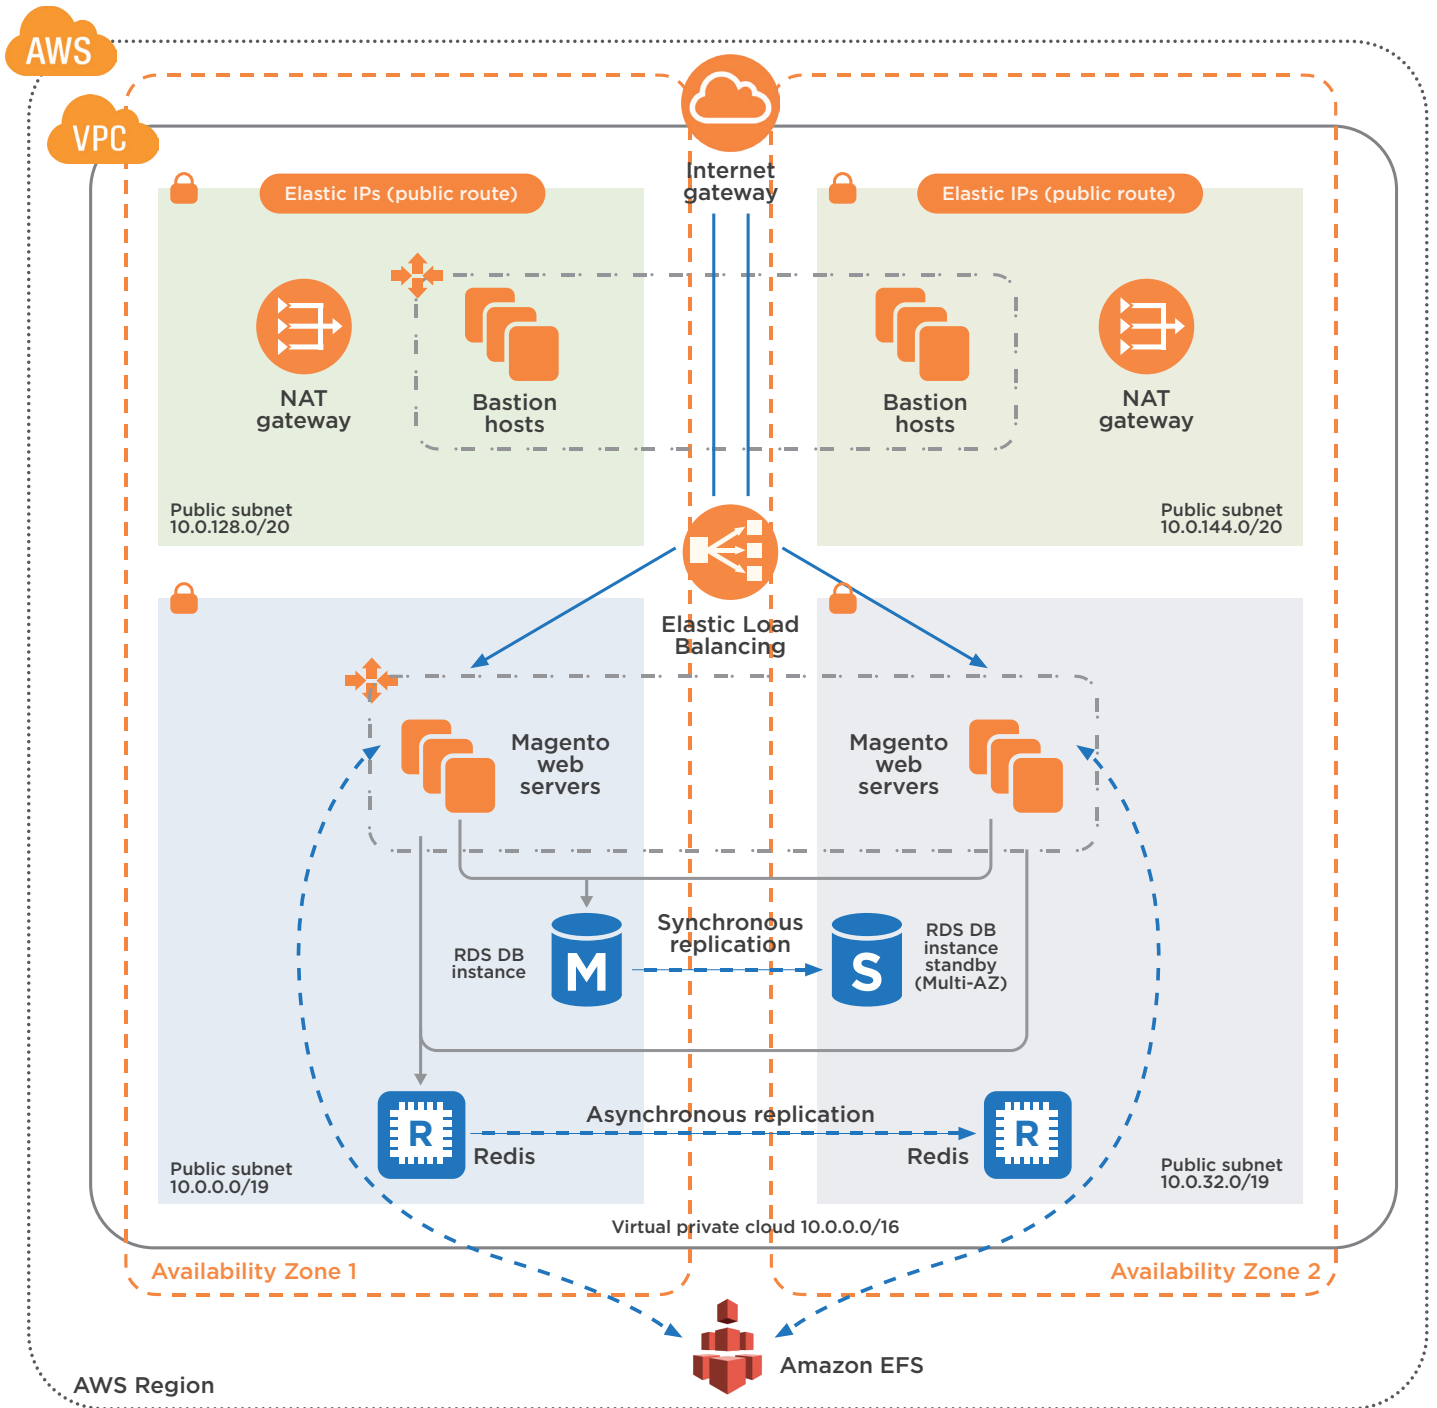 AWS
VPC
Internet
gateway
Elastic IPs (public route)
Elastic IPs (public route)
NAT
gateway
Bastion
hosts
Bastion
hosts
NAT
gateway
Public subnet
10.0.128.0/20
Public subnet
10.0.144.0/20
Elastic Load
Balancing
Magento
web
servers
Magento
web
servers
RDS DB
instance
M
Synchronous
replication
S
RDS DB
instance
standby
(Multi-AZ)
R
Redis
Asynchronous replication
Redis
R
Public subnet
10.0.0.0/19
Public subnet
10.0.32.0/19
Virtual private cloud 10.0.0.0/16
Availability Zone 1
Availability Zone 2
Amazon EFS
AWS Region